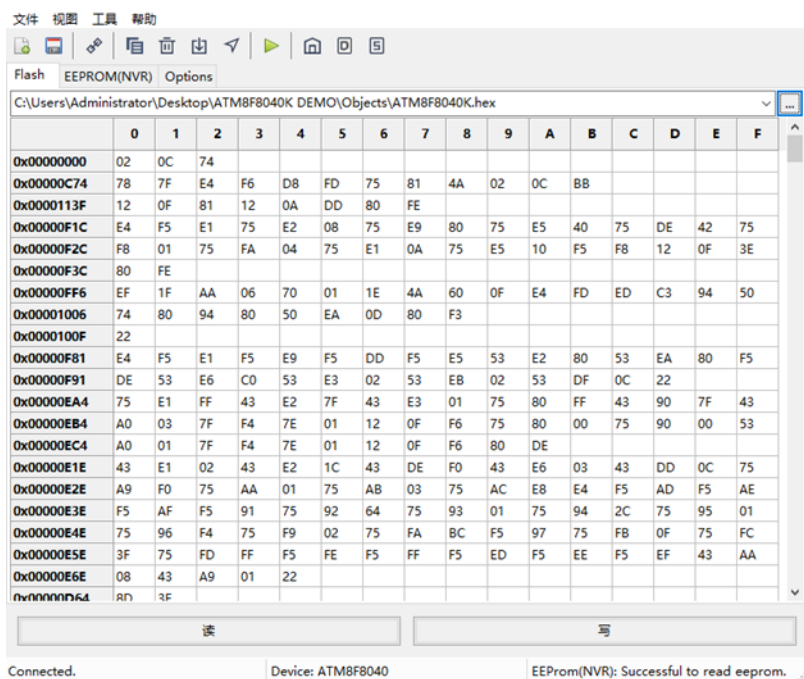 文件 视图 工具 帮助
D S
Flash EEPROM(NVR) Options
C:\Users\Administrator\Desktop\ATM8F8040K DEMO\Objects\ATM8F8040K.hex ...
0 1 2 3 4 5 6 7 8 9 A B C D E F
0x00000000 02 0C 74
0x00000C74 78 7F E4 F6 D8 FD 75 81 4A 02 0C BB
0x0000113F 12 0F 81 12 0A DD 80 FE
0x00000F1C E4 F5 E1 75 E2 08 75 E9 80 75 E5 40 75 DE 42 75
0x00000F2C F8 01 75 FA 04 75 E1 0A 75 E5 10 F5 F8 12 0F 3E
0x00000F3C 80 FE
0x00000FF6 EF 1F AA 06 70 01 1E 4A 60 0F E4 FD ED C3 94 50
0x00001006 74 80 94 80 50 EA 0D 80 F3
0x0000100F 22
0x00000F81 E4 F5 E1 F5 E9 F5 DD F5 E5 53 E2 80 53 EA 80 F5
0x00000F91 DE 53 E6 C0 53 E3 02 53 EB 02 53 DF 0C 22
0x00000EA4 75 E1 FF 43 E2 7F 43 E3 01 75 80 FF 43 90 7F 43
0x00000EB4 A0 03 7F F4 7E 01 12 0F F6 75 80 00 75 90 00 53
0x00000EC4 A0 01 7F F4 7E 01 12 0F F6 80 DE
0x00000E1E 43 E1 02 43 E2 1C 43 DE F0 43 E6 03 43 DD 0C 75
0x00000E2E A9 F0 75 AA 01 75 AB 03 75 AC E8 E4 F5 AD F5 AE
0x00000E3E F5 AF F5 91 75 92 64 75 93 01 75 94 2C 75 95 01
0x00000E4E 75 96 F4 75 F9 02 75 FA BC F5 97 75 FB 0F 75 FC
0x00000E5E 3F 75 FD FF F5 FE F5 FF F5 ED F5 EE F5 EF 43 AA
0x00000E6E 08 43 A9 01 22
0x00000D64 8D 3F
读 写
Connected. Device: ATM8F8040 EEProm(NVR): Successful to read eeprom.